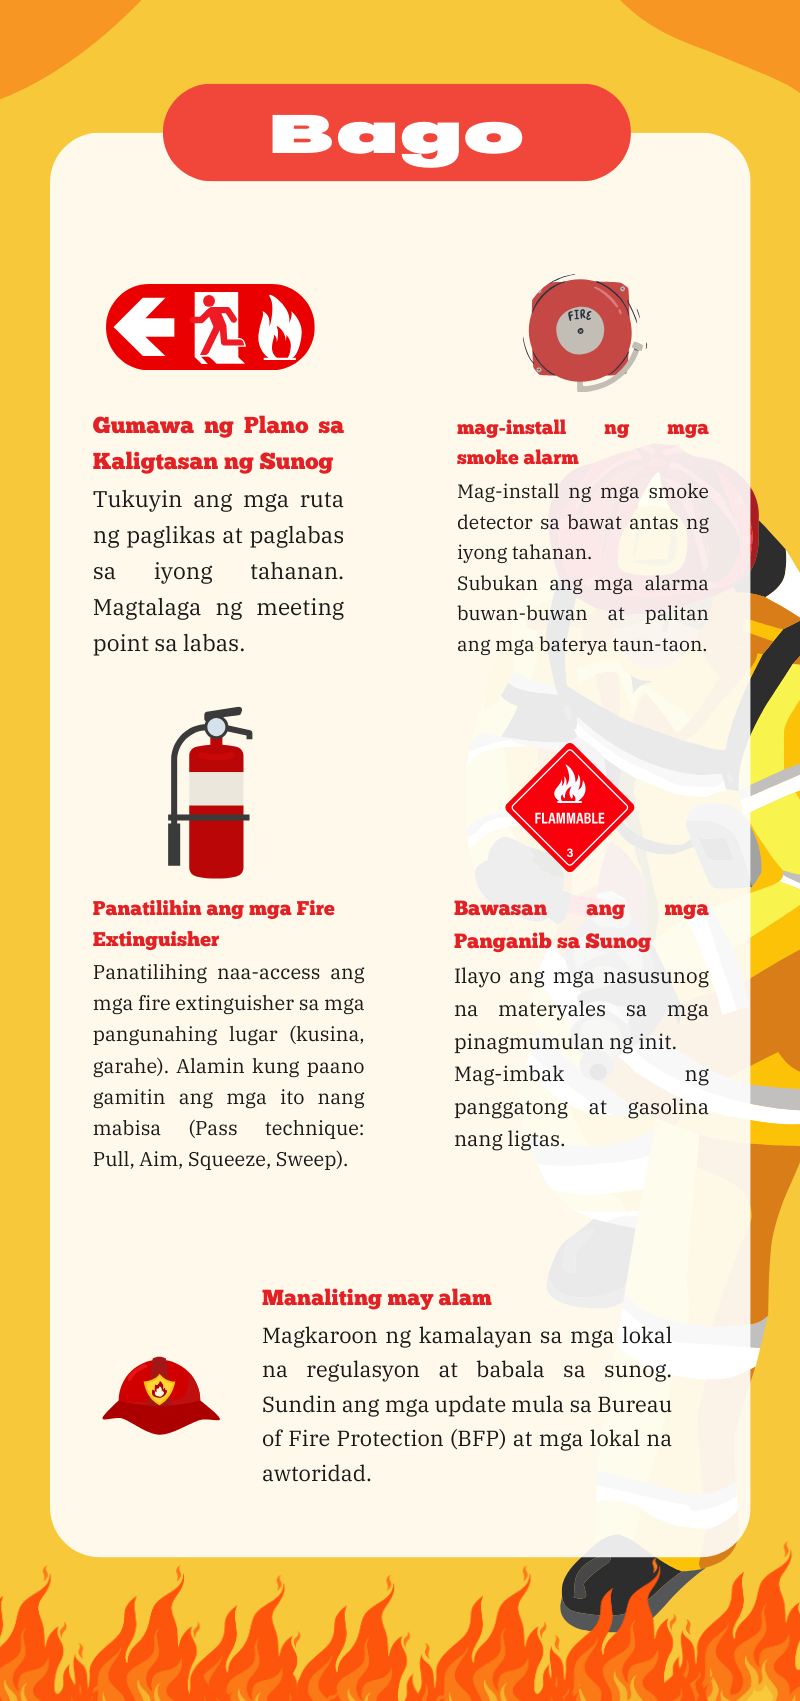 Bago
Gumawa ng Plano sa
Kaligtasan ng Sunog
Tukuyin ang mga ruta
ng paglikas at paglabas
sa iyong tahanan.
Magtalaga ng meeting
point sa labas.
FIRE
mag-install ng mga
smoke alarm
Mag-install ng mga smoke
detector sa bawat antas ng
iyong tahanan.
Subukan ang mga alarma
buwan-buwan at palitan
ang mga baterya taun-taon.
Panatilihin ang mga Fire
Extinguisher
Panatilihing naa-access ang
mga fire extinguisher sa mga
pangunahing lugar (kusina,
garahe). Alamin kung paano
gamitin ang mga ito nang
mabisa (Pass technique:
Pull, Aim, Squeeze, Sweep).
FLAMMABLE
3
Bawasan ang mga
Panganib sa Sunog
Ilayo ang mga nasusunog
na materyales sa mga
pinagmumulan ng init.
Mag-imbak ng
panggatong at gasolina
nang ligtas.
Manaliting may alam
Magkaroon ng kamalayan sa mga lokal
na regulasyon at babala sa sunog.
Sundin ang mga update mula sa Bureau
of Fire Protection (BFP) at mga lokal na
awtoridad.